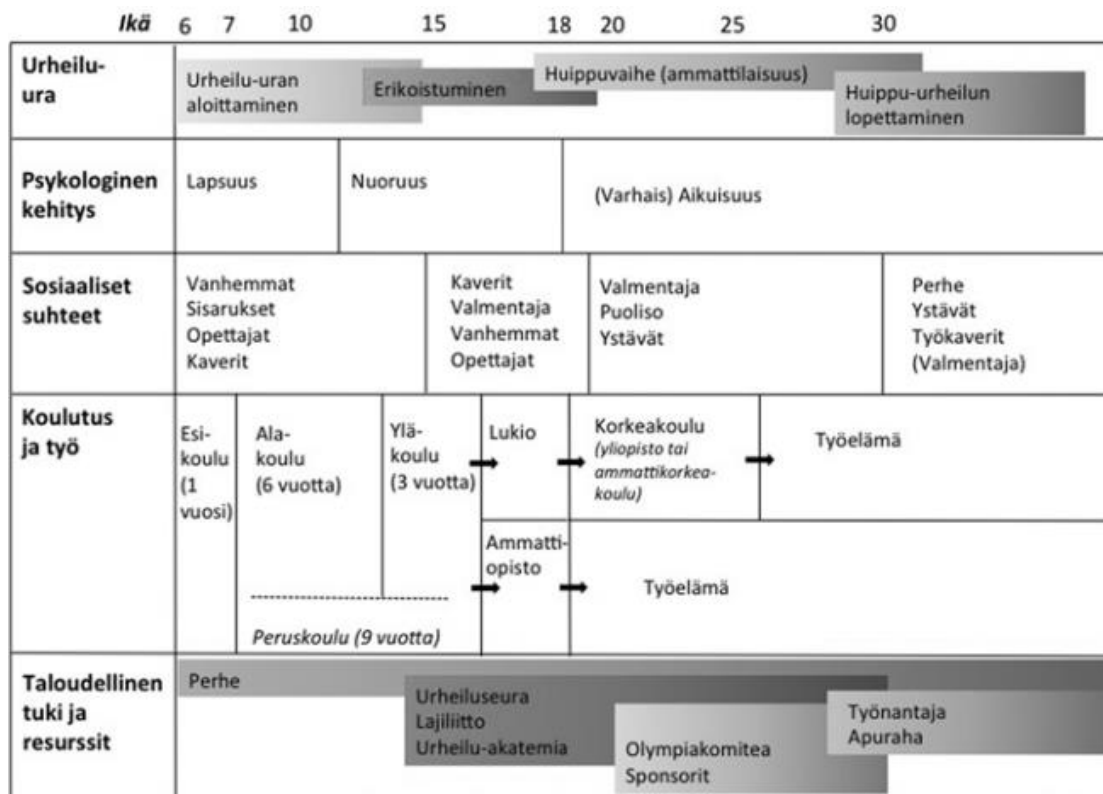 Ikä 6 7 10 15 18 20 25 30
Urheilu-
ura
Urheilu-uran
aloittaminen
Erikoistuminen
Huippuvaihe (ammattilaisuus)
Huippu-urheilun
lopettaminen
Psykologinen
kehitys
Lapsuus
Nuoruus
(Varhais) Aikuisuus
Sosiaaliset
suhteet
Vanhemmat
Sisarukset
Opettajat
Kaverit
Kaverit
Valmentaja
Vanhemmat
Opettajat
Valmentaja
Puoliso
Ystävät
Perhe
Ystävät
Työkaverit
(Valmentaja)
Koulutus
ja työ
Esi-
koulu
(1
vuosi)
Ala-
koulu
(6 vuotta)
Ylä-
koulu
(3 vuotta)
Peruskoulu (9 vuotta)
Lukio
Korkeakoulu
(yliopisto tai
ammattikorkea-
koulu)
Työelämä
Ammatti-
opisto
Työelämä
Taloudellinen
tuki ja
resurssit
Perhe
Urheiluseura
Lajiliitto
Urheilu-akatemia
Olympiakomitea
Sponsorit
Työnantaja
Apuraha